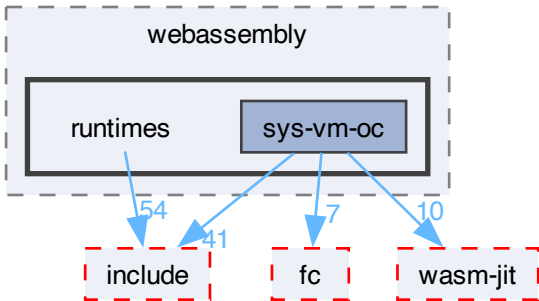 webassembly
runtimes
sys-vm-oc
54
41
7
10
include
fc
wasm-jit